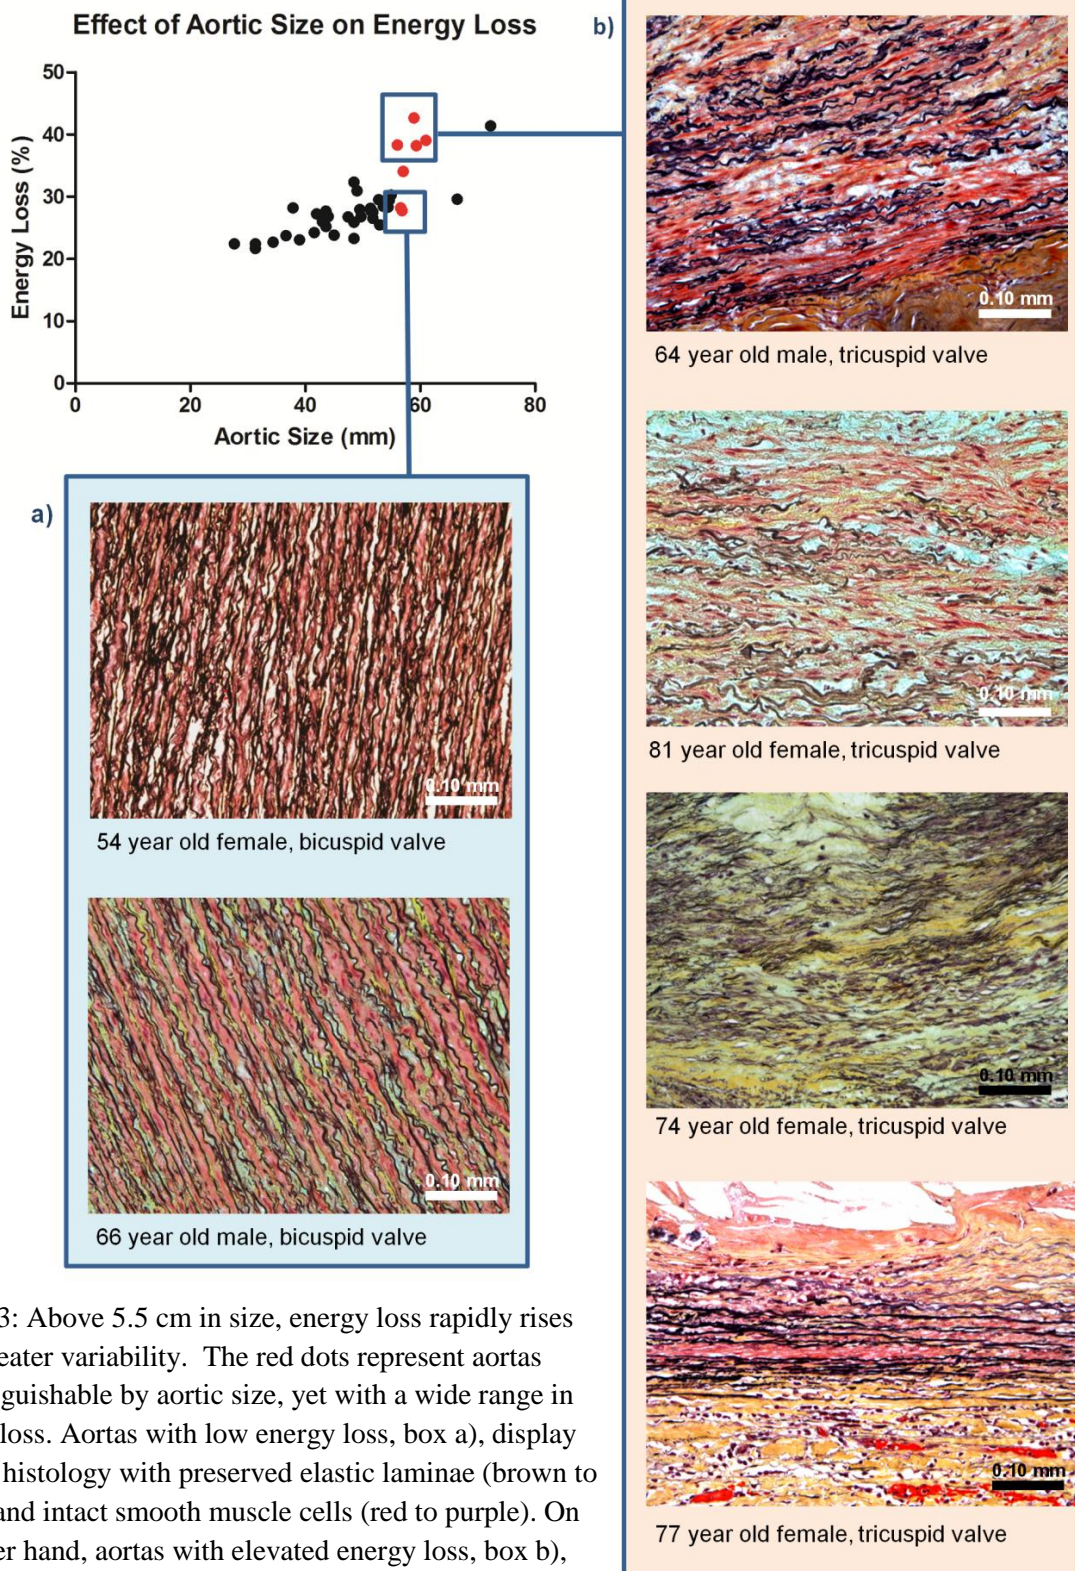 Effect of Aortic Size on Energy Loss
b)
Energy Loss (%)
50
40
30
20
10
0
0
20
40
60
80
Aortic Size (mm)
a)
0.10 mm
54 year old female, bicuspid valve
0.10 mm
66 year old male, bicuspid valve
0.10 mm
64 year old male, tricuspid valve
0.10 mm
81 year old female, tricuspid valve
0.10 mm
74 year old female, tricuspid valve
0.10 mm
77 year old female, tricuspid valve
3: Above 5.5 cm in size, energy loss rapidly rises
eater variability. The red dots represent aortas
guishable by aortic size, yet with a wide range in
loss. Aortas with low energy loss, box a), display
histology with preserved elastic laminae (brown to
and intact smooth muscle cells (red to purple). On
er hand, aortas with elevated energy loss, box b),